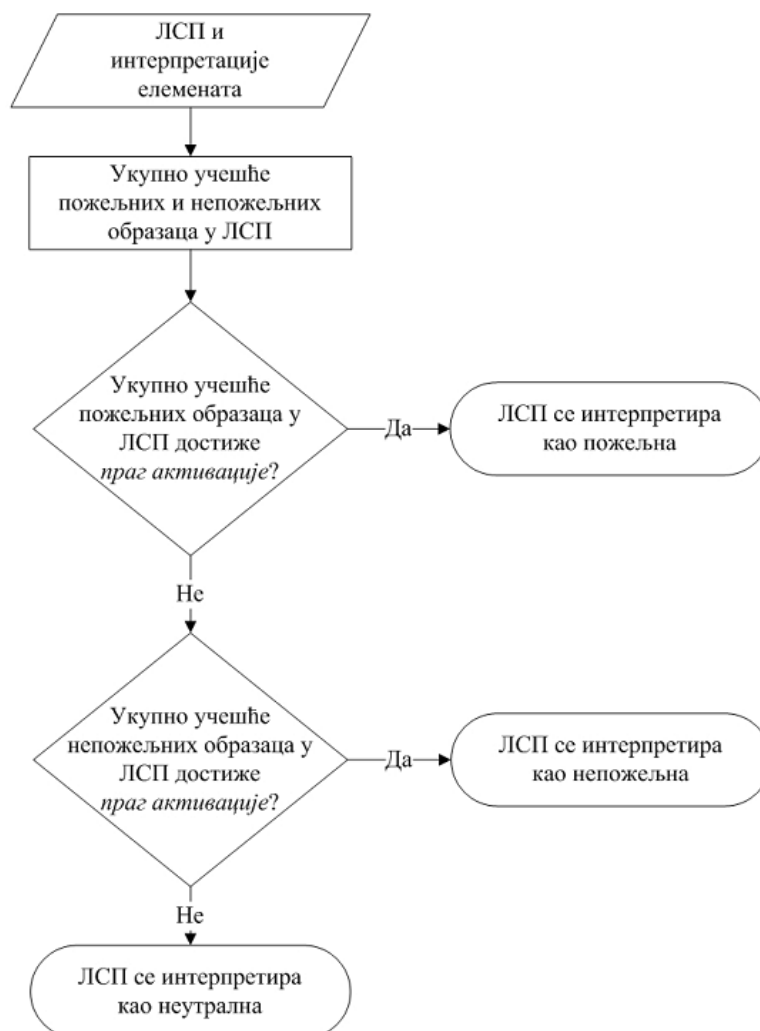 ЛСП и
интерпретације
елемената
Укупно учешће
пожељних и непожељних
образаца у ЛСП
Укупно учешће
пожељних образаца у
ЛСП достиже
праг активације?
Да
ЛСП се интерпретира
као пожељна
Не
Укупно учешће
непожељних образаца у
ЛСП достиже
праг активације?
Да
ЛСП се интерпретира
као непожељна
Не
ЛСП се интерпретира
као неутрална